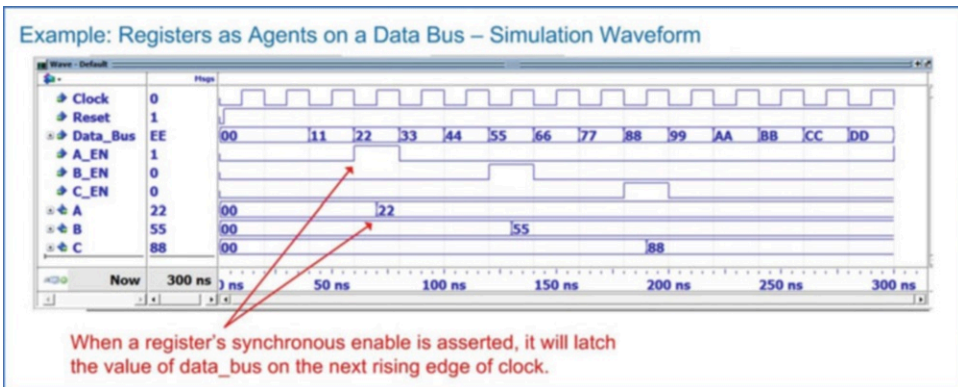 Example: Registers as Agents on a Data Bus – Simulation Waveform
Wave - Default
Msgs
Clock 0
Reset 1
Data_Bus EE 00 11 22 33 44 55 66 77 88 99 AA BB CC DD
A_EN 1
B_EN 0
C_EN 0
A 22 00 22
B 55 00 55
C 88 00 88
Now 300 ns 0 ns 50 ns 100 ns 150 ns 200 ns 250 ns 300 ns
When a register's synchronous enable is asserted, it will latch
the value of data_bus on the next rising edge of clock.